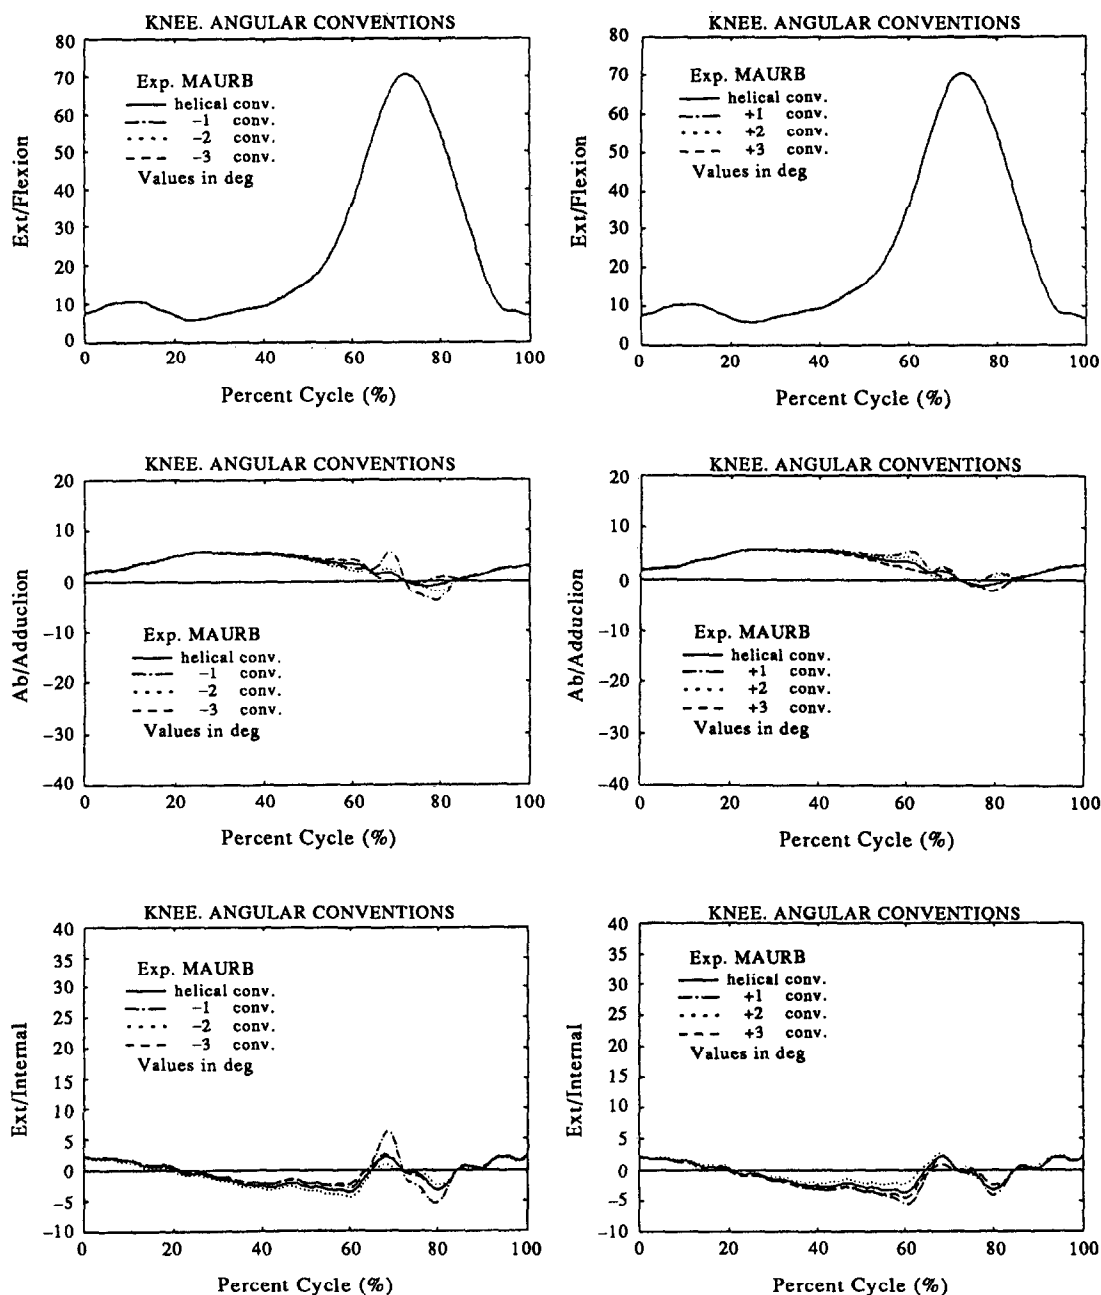 KNEE. ANGULAR CONVENTIONS
80
70
60
50
40
30
20
10
0
Ext/Flexion
Exp. MAURB
helical conv.
−1 conv.
−2 conv.
−3 conv.
Values in deg
0 20 40 60 80 100
Percent Cycle (%)
KNEE. ANGULAR CONVENTIONS
80
70
60
50
40
30
20
10
0
Ext/Flexion
Exp. MAURB
helical conv.
+1 conv.
+2 conv.
+3 conv.
Values in deg
0 20 40 60 80 100
Percent Cycle (%)
KNEE. ANGULAR CONVENTIONS
20
10
0
−10
−20
−30
−40
Ab/Adduclion
Exp. MAURB
helical conv.
−1 conv.
−2 conv.
−3 conv.
Values in deg
0 20 40 60 80 100
Percent Cycle (%)
KNEE. ANGULAR CONVENTIONS
20
10
0
−10
−20
−30
−40
Ab/Adduclion
Exp. MAURB
helical conv.
+1 conv.
+2 conv.
+3 conv.
Values in deg
0 20 40 60 80 100
Percent Cycle (%)
KNEE. ANGULAR CONVENTIONS
40
35
30
25
20
15
10
5
0
−5
−10
Ext/Internal
Exp. MAURB
helical conv.
−1 conv.
−2 conv.
−3 conv.
Values in deg
0 20 40 60 80 100
Percent Cycle (%)
KNEE. ANGULAR CONVENTIONS
40
35
30
25
20
15
10
5
0
−5
−10
Ext/Internal
Exp. MAURB
helical conv.
+1 conv.
+2 conv.
+3 conv.
Values in deg
0 20 40 60 80 100
Percent Cycle (%)